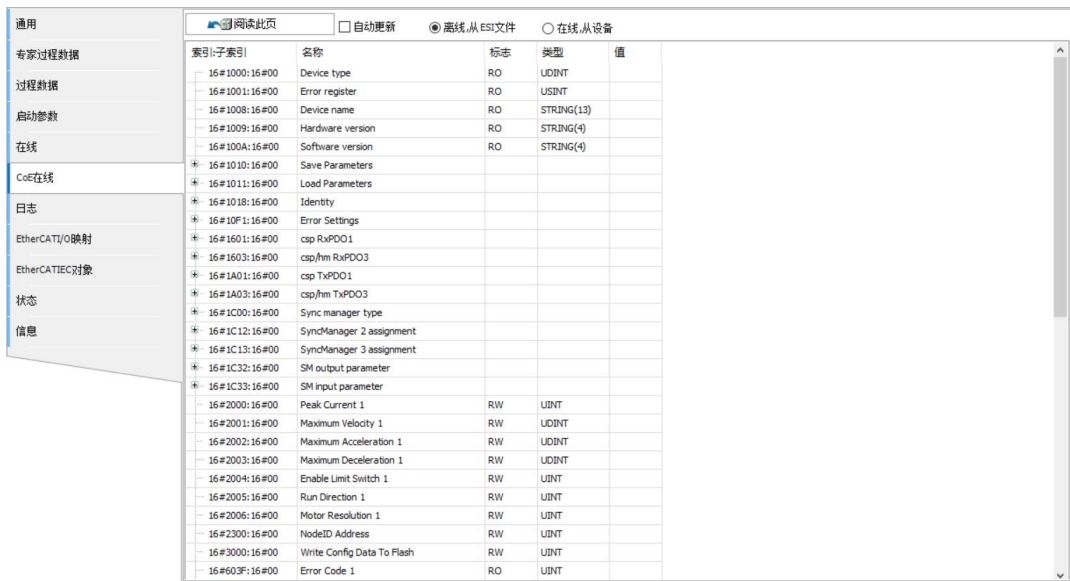 通用
专家过程数据
过程数据
启动参数
在线
CoE在线
日志
EtherCATI/O映射
EtherCATIEC对象
状态
信息
阅读此页 自动更新 离线,从ESI文件 在线,从设备
索引:子索引 名称 标志 类型 值
16#1000:16#00 Device type RO UDINT
16#1001:16#00 Error register RO USINT
16#1008:16#00 Device name RO STRING(13)
16#1009:16#00 Hardware version RO STRING(4)
16#100A:16#00 Software version RO STRING(4)
16#1010:16#00 Save Parameters
16#1011:16#00 Load Parameters
16#1018:16#00 Identity
16#10F1:16#00 Error Settings
16#1601:16#00 csp RxPDO1
16#1603:16#00 csp/hm RxPDO3
16#1A01:16#00 csp TxPDO1
16#1A03:16#00 csp/hm TxPDO3
16#1C00:16#00 Sync manager type
16#1C12:16#00 SyncManager 2 assignment
16#1C13:16#00 SyncManager 3 assignment
16#1C32:16#00 SM output parameter
16#1C33:16#00 SM input parameter
16#2000:16#00 Peak Current 1 RW UINT
16#2001:16#00 Maximum Velocity 1 RW UDINT
16#2002:16#00 Maximum Acceleration 1 RW UDINT
16#2003:16#00 Maximum Deceleration 1 RW UDINT
16#2004:16#00 Enable Limit Switch 1 RW UINT
16#2005:16#00 Run Direction 1 RW UINT
16#2006:16#00 Motor Resolution 1 RW UINT
16#2300:16#00 NodeID Address RW UINT
16#3000:16#00 Write Config Data To Flash RW UINT
16#603F:16#00 Error Code 1 RO UINT